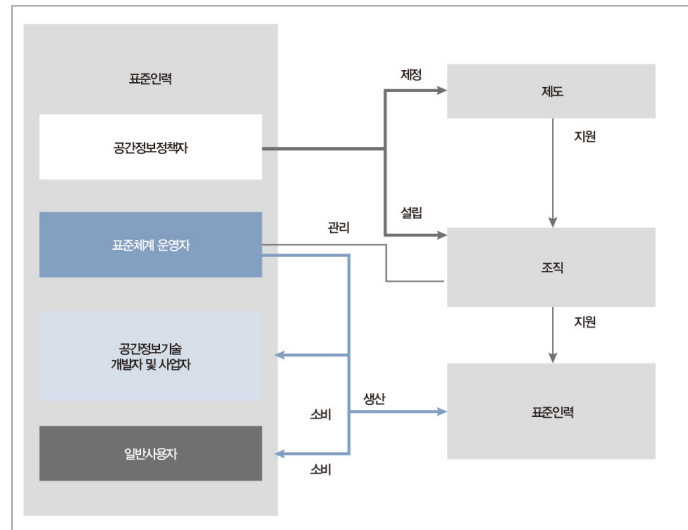 표준인력
공간정보정책자
표준체계 운영자
공간정보기술
개발자 및 사업자
일반사용자
제정
설립
관리
소비
소비
생산
제도
지원
조직
지원
표준인력